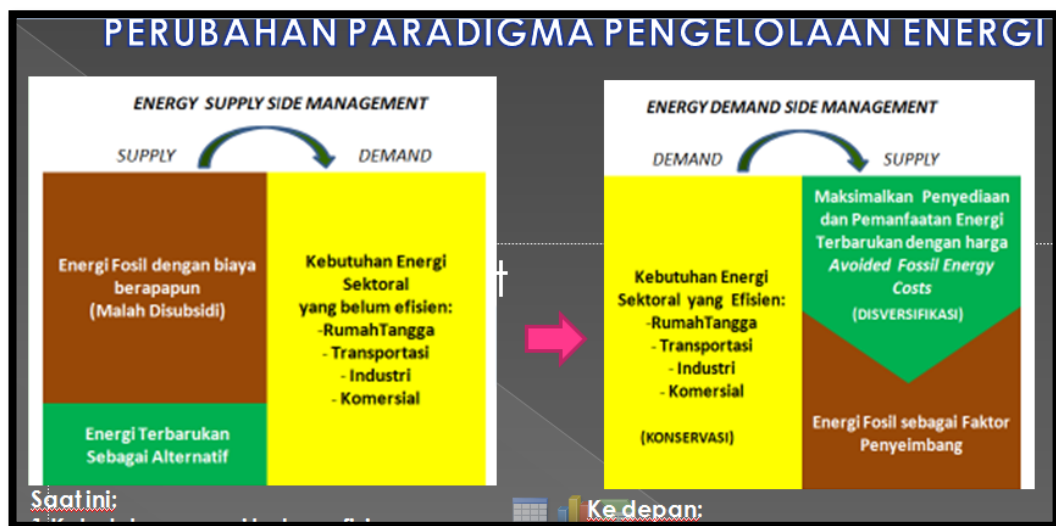 PERUBAHAN PARADIGMA PENGELOLAAN ENERGI
ENERGY SUPPLY SIDE MANAGEMENT
SUPPLY
DEMAND
Energi Fosil dengan biaya
berapapun
(Malah Disubsidi)
Energi Terbarukan
Sebagai Alternatif
Kebutuhan Energi
Sektoral
yang belum efisien:
-RumahTangga
- Transportasi
- Industri
- Komersial
Saat ini:
ENERGY DEMAND SIDE MANAGEMENT
DEMAND
SUPPLY
Kebutuhan Energi
Sektoral yang Efisien:
-RumahTangga
- Transportasi
- Industri
- Komersial
(KONSERVASI)
Maksimalkan Penyediaan
dan Pemanfaatan Energi
Terbarukan dengan harga
Avoided Fossil Energy
Costs
(DISVERSIFIKASI)
Energi Fosil sebagai Faktor
Penyeimbang
Ke depan: